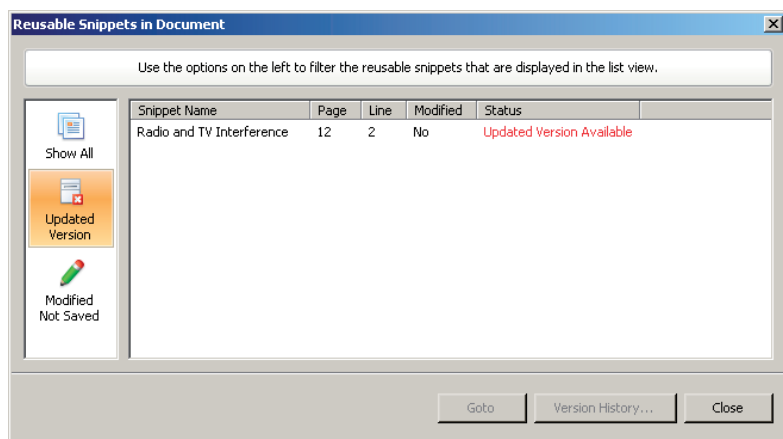 Reusable Snippets in Document
Use the options on the left to filter the reusable snippets that are displayed in the list view.
Show All
Updated
Version
Modified
Not Saved
Snippet Name Page Line Modified Status
Radio and TV Interference 12 2 No Updated Version Available
Goto Version History... Close